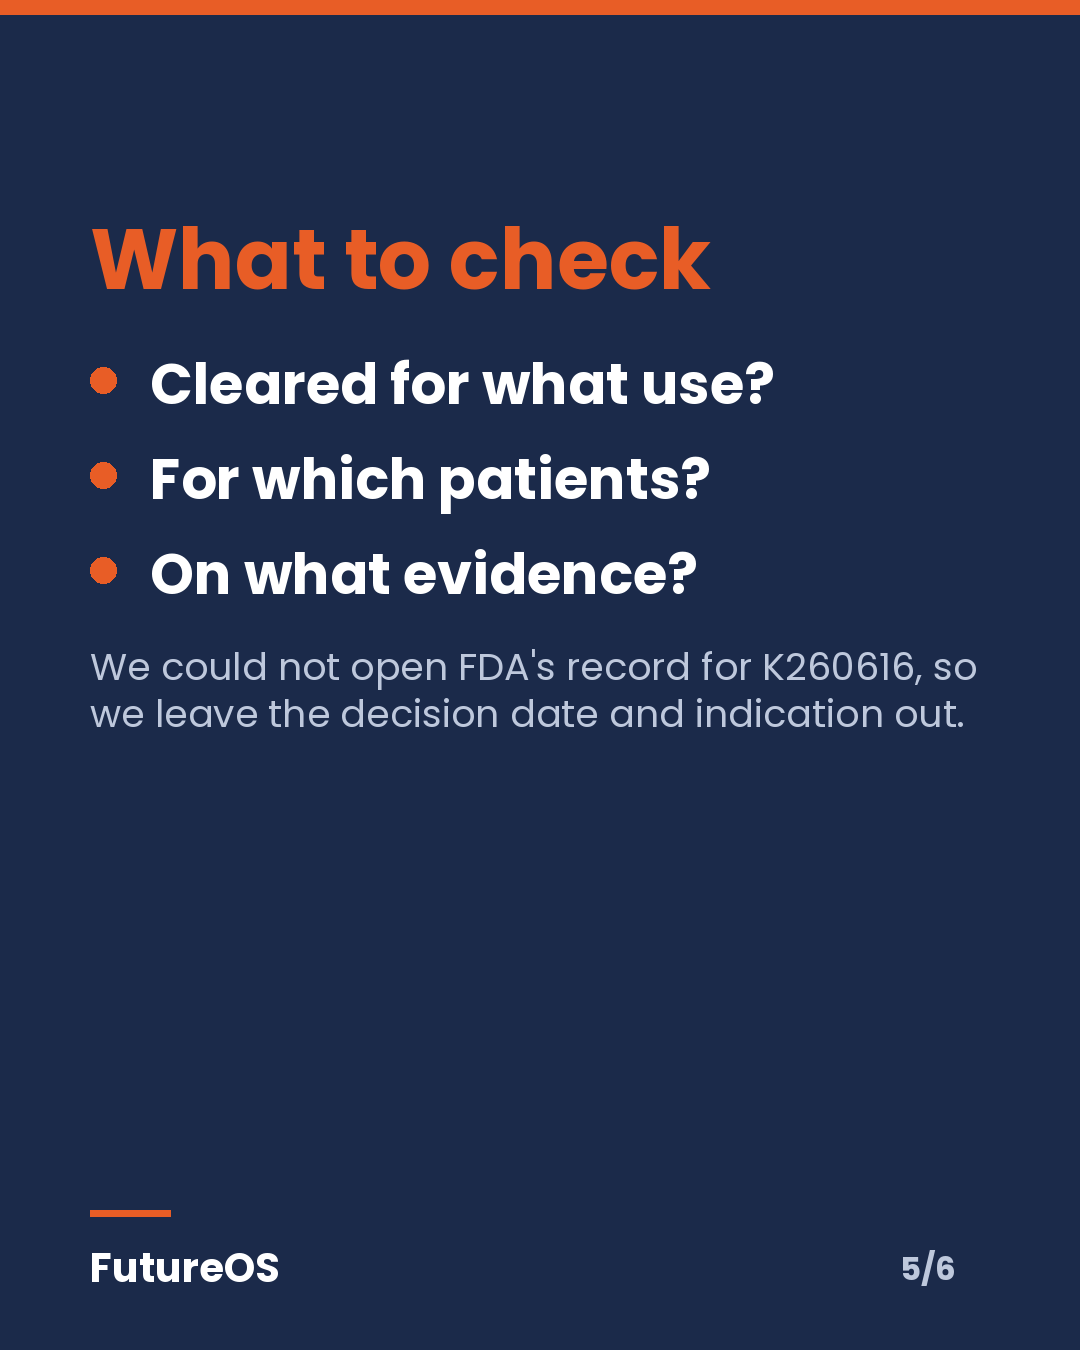 What to check
Cleared for what use?
For which patients?
On what evidence?
We could not open FDA's record for K260616, so
we leave the decision date and indication out.
FutureOS
5/6